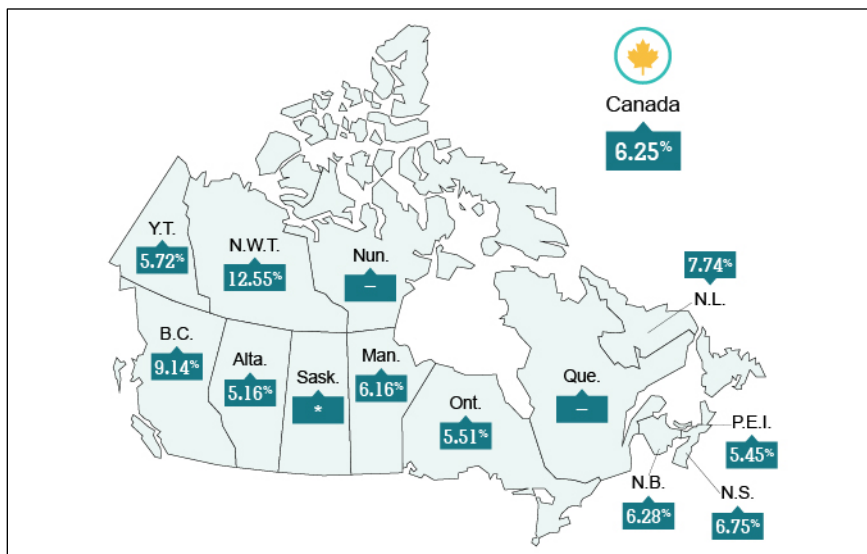 Canada
6.25%
Y.T.
5.72%
N.W.T.
12.55%
Nun.
–
7.74%
N.L.
B.C.
9.14%
Alta.
5.16%
Sask.
*
Man.
6.16%
Ont.
5.51%
Que.
–
P.E.I.
5.45%
N.B.
6.28%
N.S.
6.75%